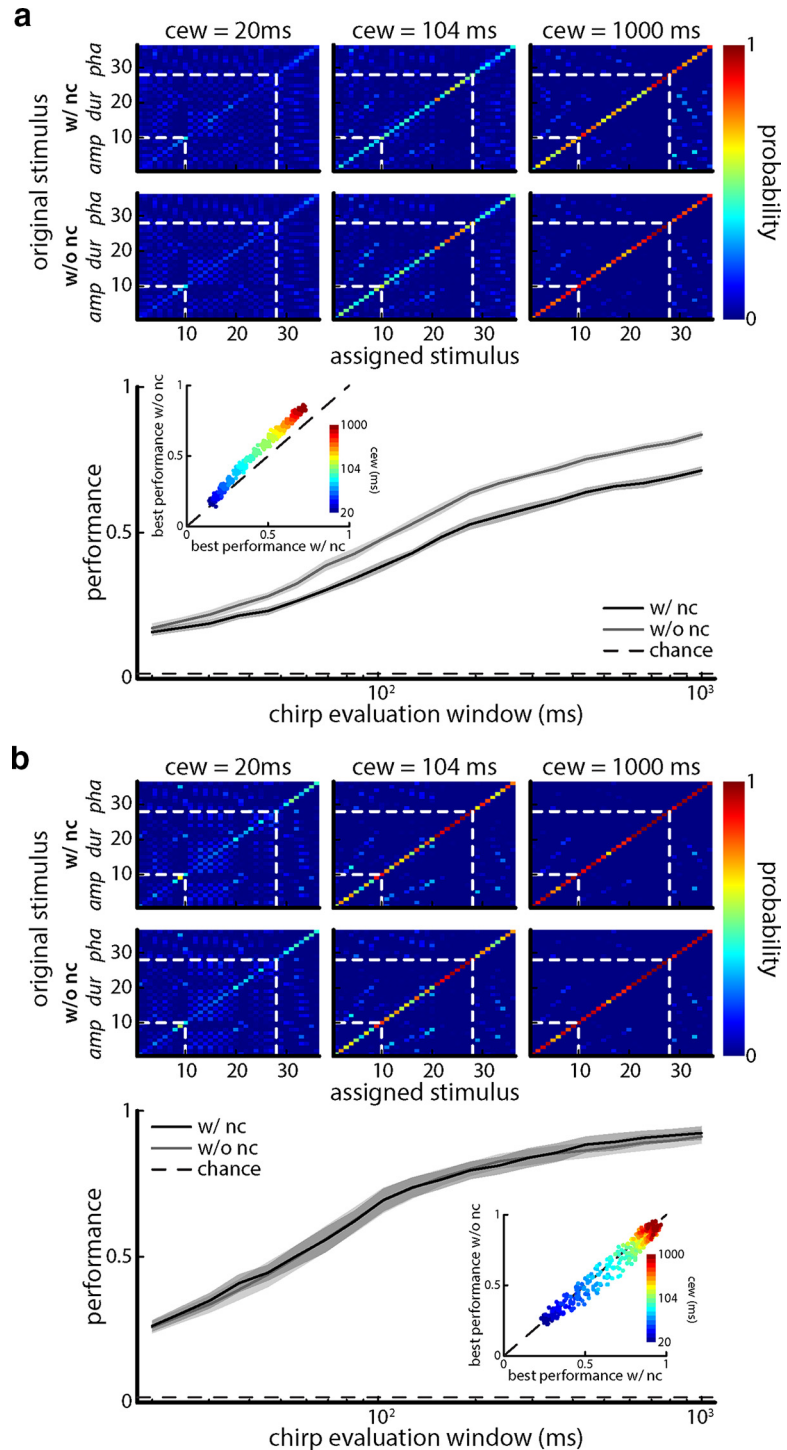 a
cew = 20ms
cew = 104 ms
cew = 1000 ms
original stimulus
w/ nc
amp dur pha
30
20
10
w/o nc
amp dur pha
30
20
10
10 20 30
10 20 30
10 20 30
assigned stimulus
1
probability
0
performance
1
0.5
0
best performance w/o nc
1
0.5
0
0 0.5 1
best performance w/ nc
1000
104
20
cew (ms)
w/ nc
w/o nc
chance
10²
10³
chirp evaluation window (ms)
b
cew = 20ms
cew = 104 ms
cew = 1000 ms
original stimulus
w/ nc
amp dur pha
30
20
10
w/o nc
amp dur pha
30
20
10
10 20 30
10 20 30
10 20 30
assigned stimulus
1
probability
0
performance
1
0.5
0
w/ nc
w/o nc
chance
best performance w/o nc
1
0.5
0
0 0.5 1
best performance w/ nc
1000
104
20
cew (ms)
10²
10³
chirp evaluation window (ms)